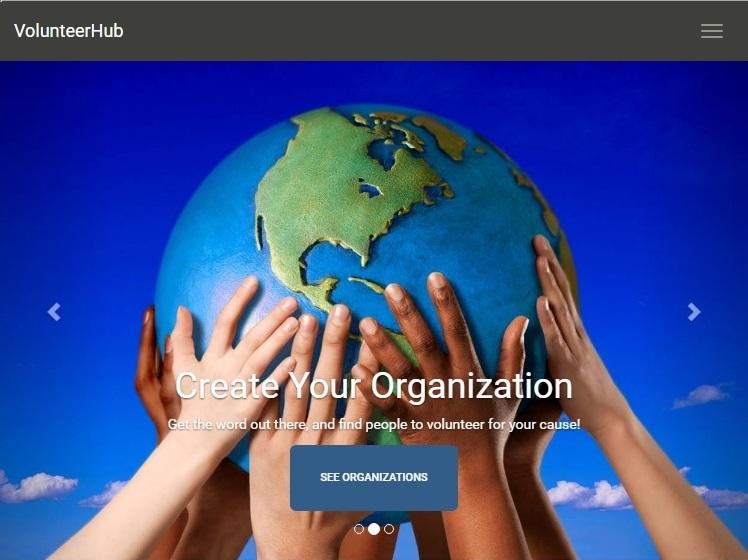 VolunteerHub
Create Your Organization
Get the word out there, and find people to volunteer for your cause!
SEE ORGANIZATIONS